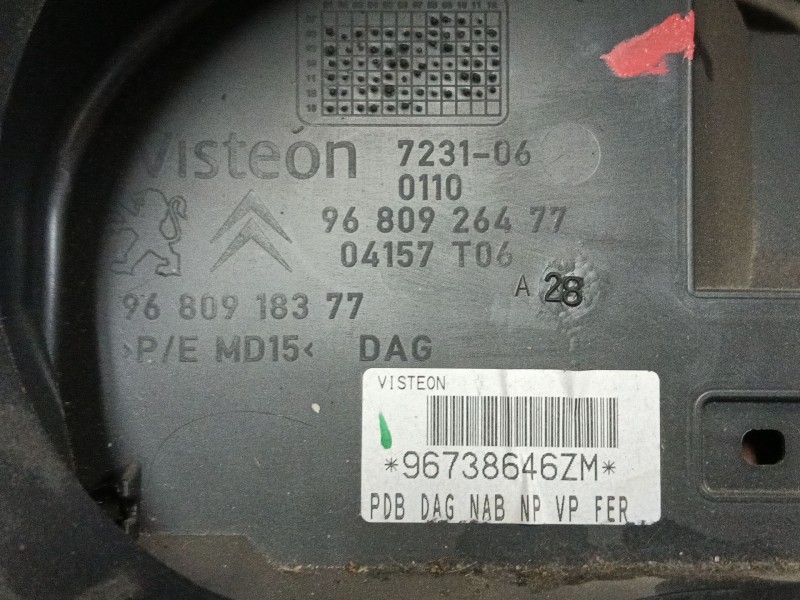 Visteon 7231-06
0110
96 809 264 77
04157 T06
A 28
96 809 183 77
>P/E MD15< DAG
VISTEON
*96738646ZM*
PDB DAG NAB NP VP FER